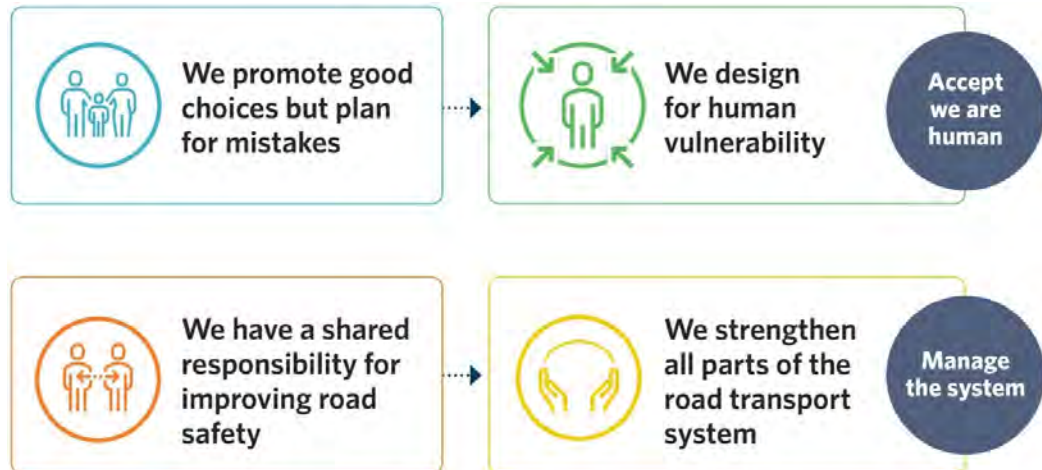 We promote good
choices but plan
for mistakes
We design
for human
vulnerability
Accept
we are
human
We have a shared
responsibility for
improving road
safety
We strengthen
all parts of the
road transport
system
Manage
the system